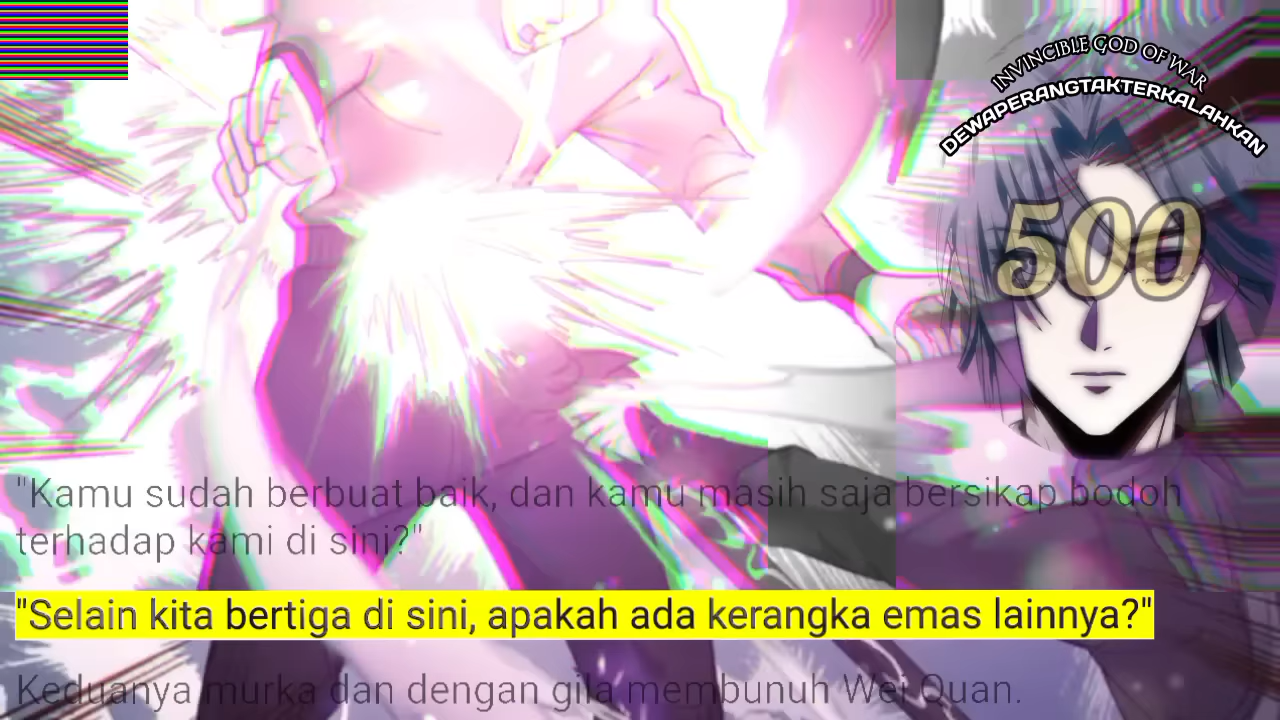 INVINCIBLE GOD OF WAR
DEWAPERANGTAKTERKALAHKAN
500
"Kamu sudah berbuat baik, dan kamu masih saja bersikap bodoh
terhadap kami di sini?"
"Selain kita bertiga di sini, apakah ada kerangka emas lainnya?"
Keduanya murka dan dengan gila membunuh Wei Quan.